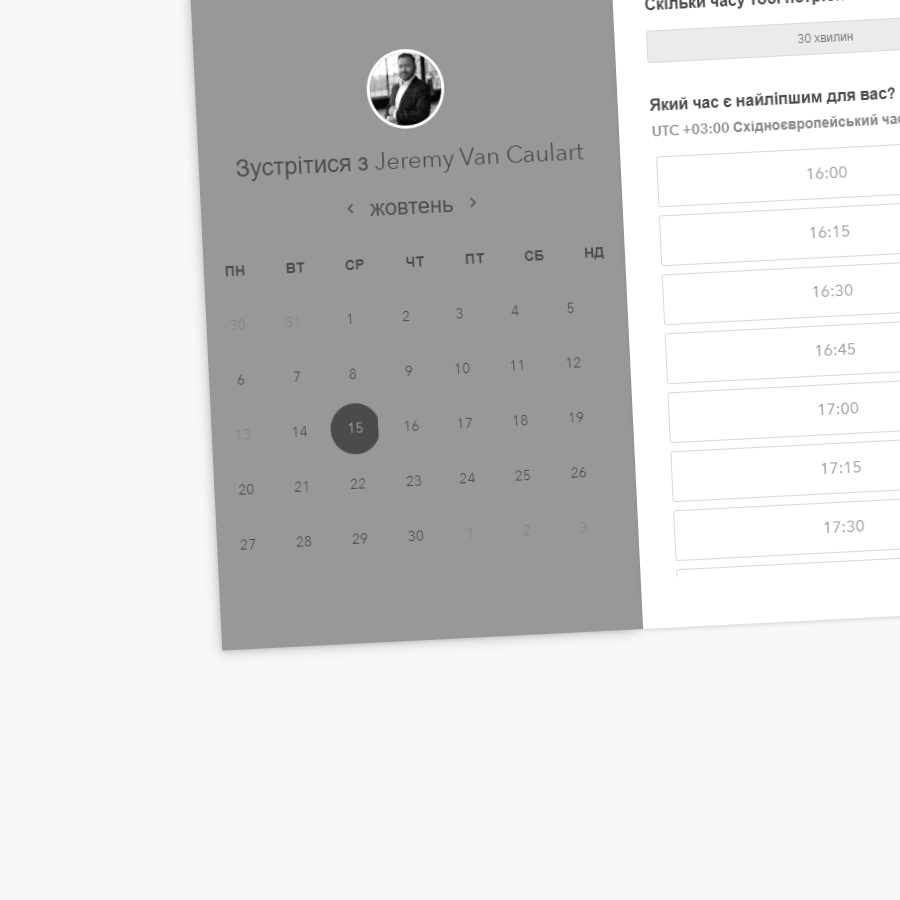 Зустрітися з Jeremy Van Caulart
‹ жовтень ›
ПН ВТ СР ЧТ ПТ СБ НД
30 31 1 2 3 4 5
6 7 8 9 10 11 12
13 14 15 16 17 18 19
20 21 22 23 24 25 26
27 28 29 30 1 2 3
Скільки часу тобі
30 хвилин
Який час є найліпшим для вас?
UTC +03:00 Східноєвропейський
16:00
16:15
16:30
16:45
17:00
17:15
17:30